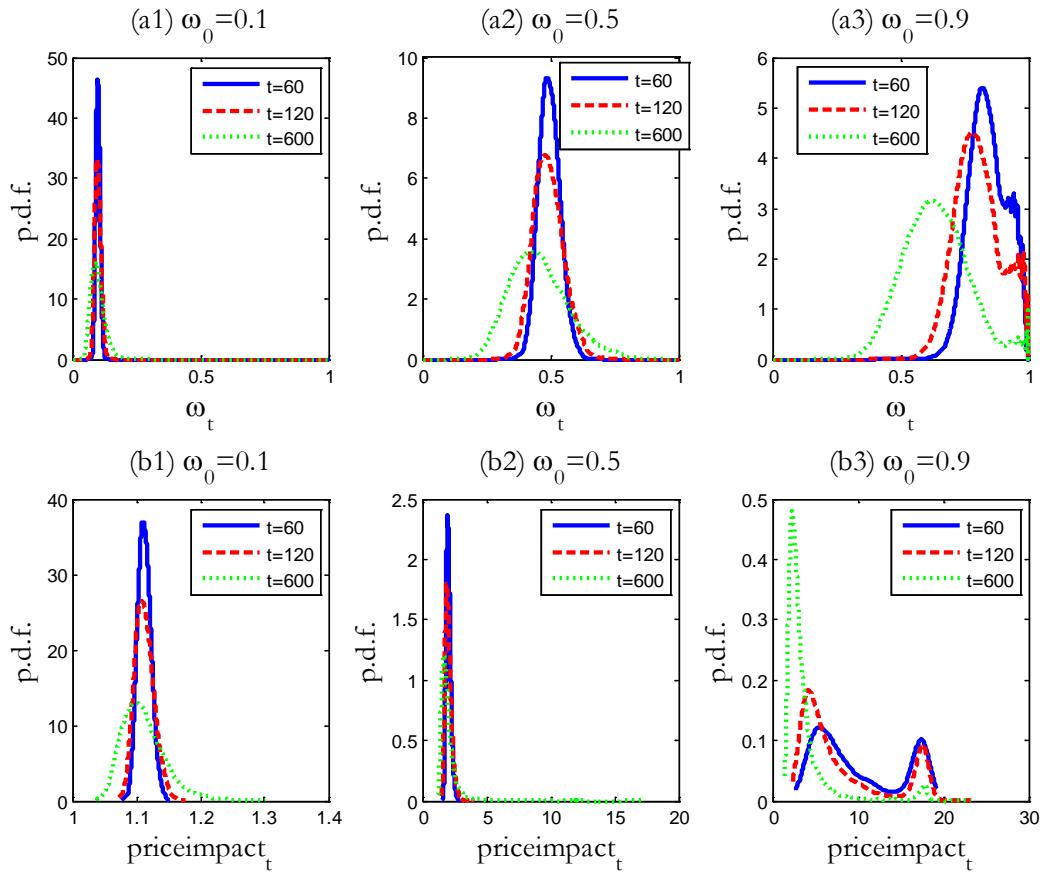 (a1) ω0=0.1
50
40
30
20
10
0
0
0.5
1
p.d.f.
ωt
t=60
t=120
t=600
(a2) ω0=0.5
10
8
6
4
2
0
0
0.5
1
ωt
t=60
t=120
t=600
(a3) ω0=0.9
6
5
4
3
2
1
0
0
0.5
1
p.d.f.
ωt
t=60
t=120
t=600
(b1) ω0=0.1
40
30
20
10
0
1
1.1
1.2
1.3
1.4
p.d.f.
priceimpactt
t=60
t=120
t=600
(b2) ω0=0.5
2.5
2
1.5
1
0.5
0
0
5
10
15
20
p.d.f.
priceimpactt
t=60
t=120
t=600
(b3) ω0=0.9
0.5
0.4
0.3
0.2
0.1
0
0
10
20
30
p.d.f.
priceimpactt
t=60
t=120
t=600